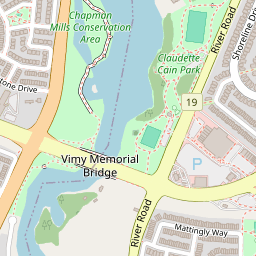 Chapman
Mills Conservation
Area
River Road
Shoreline Dr
Claudette
Cain Park
tone Drive
19
P
Vimy Memorial
Bridge
River Road
Mattingly Way